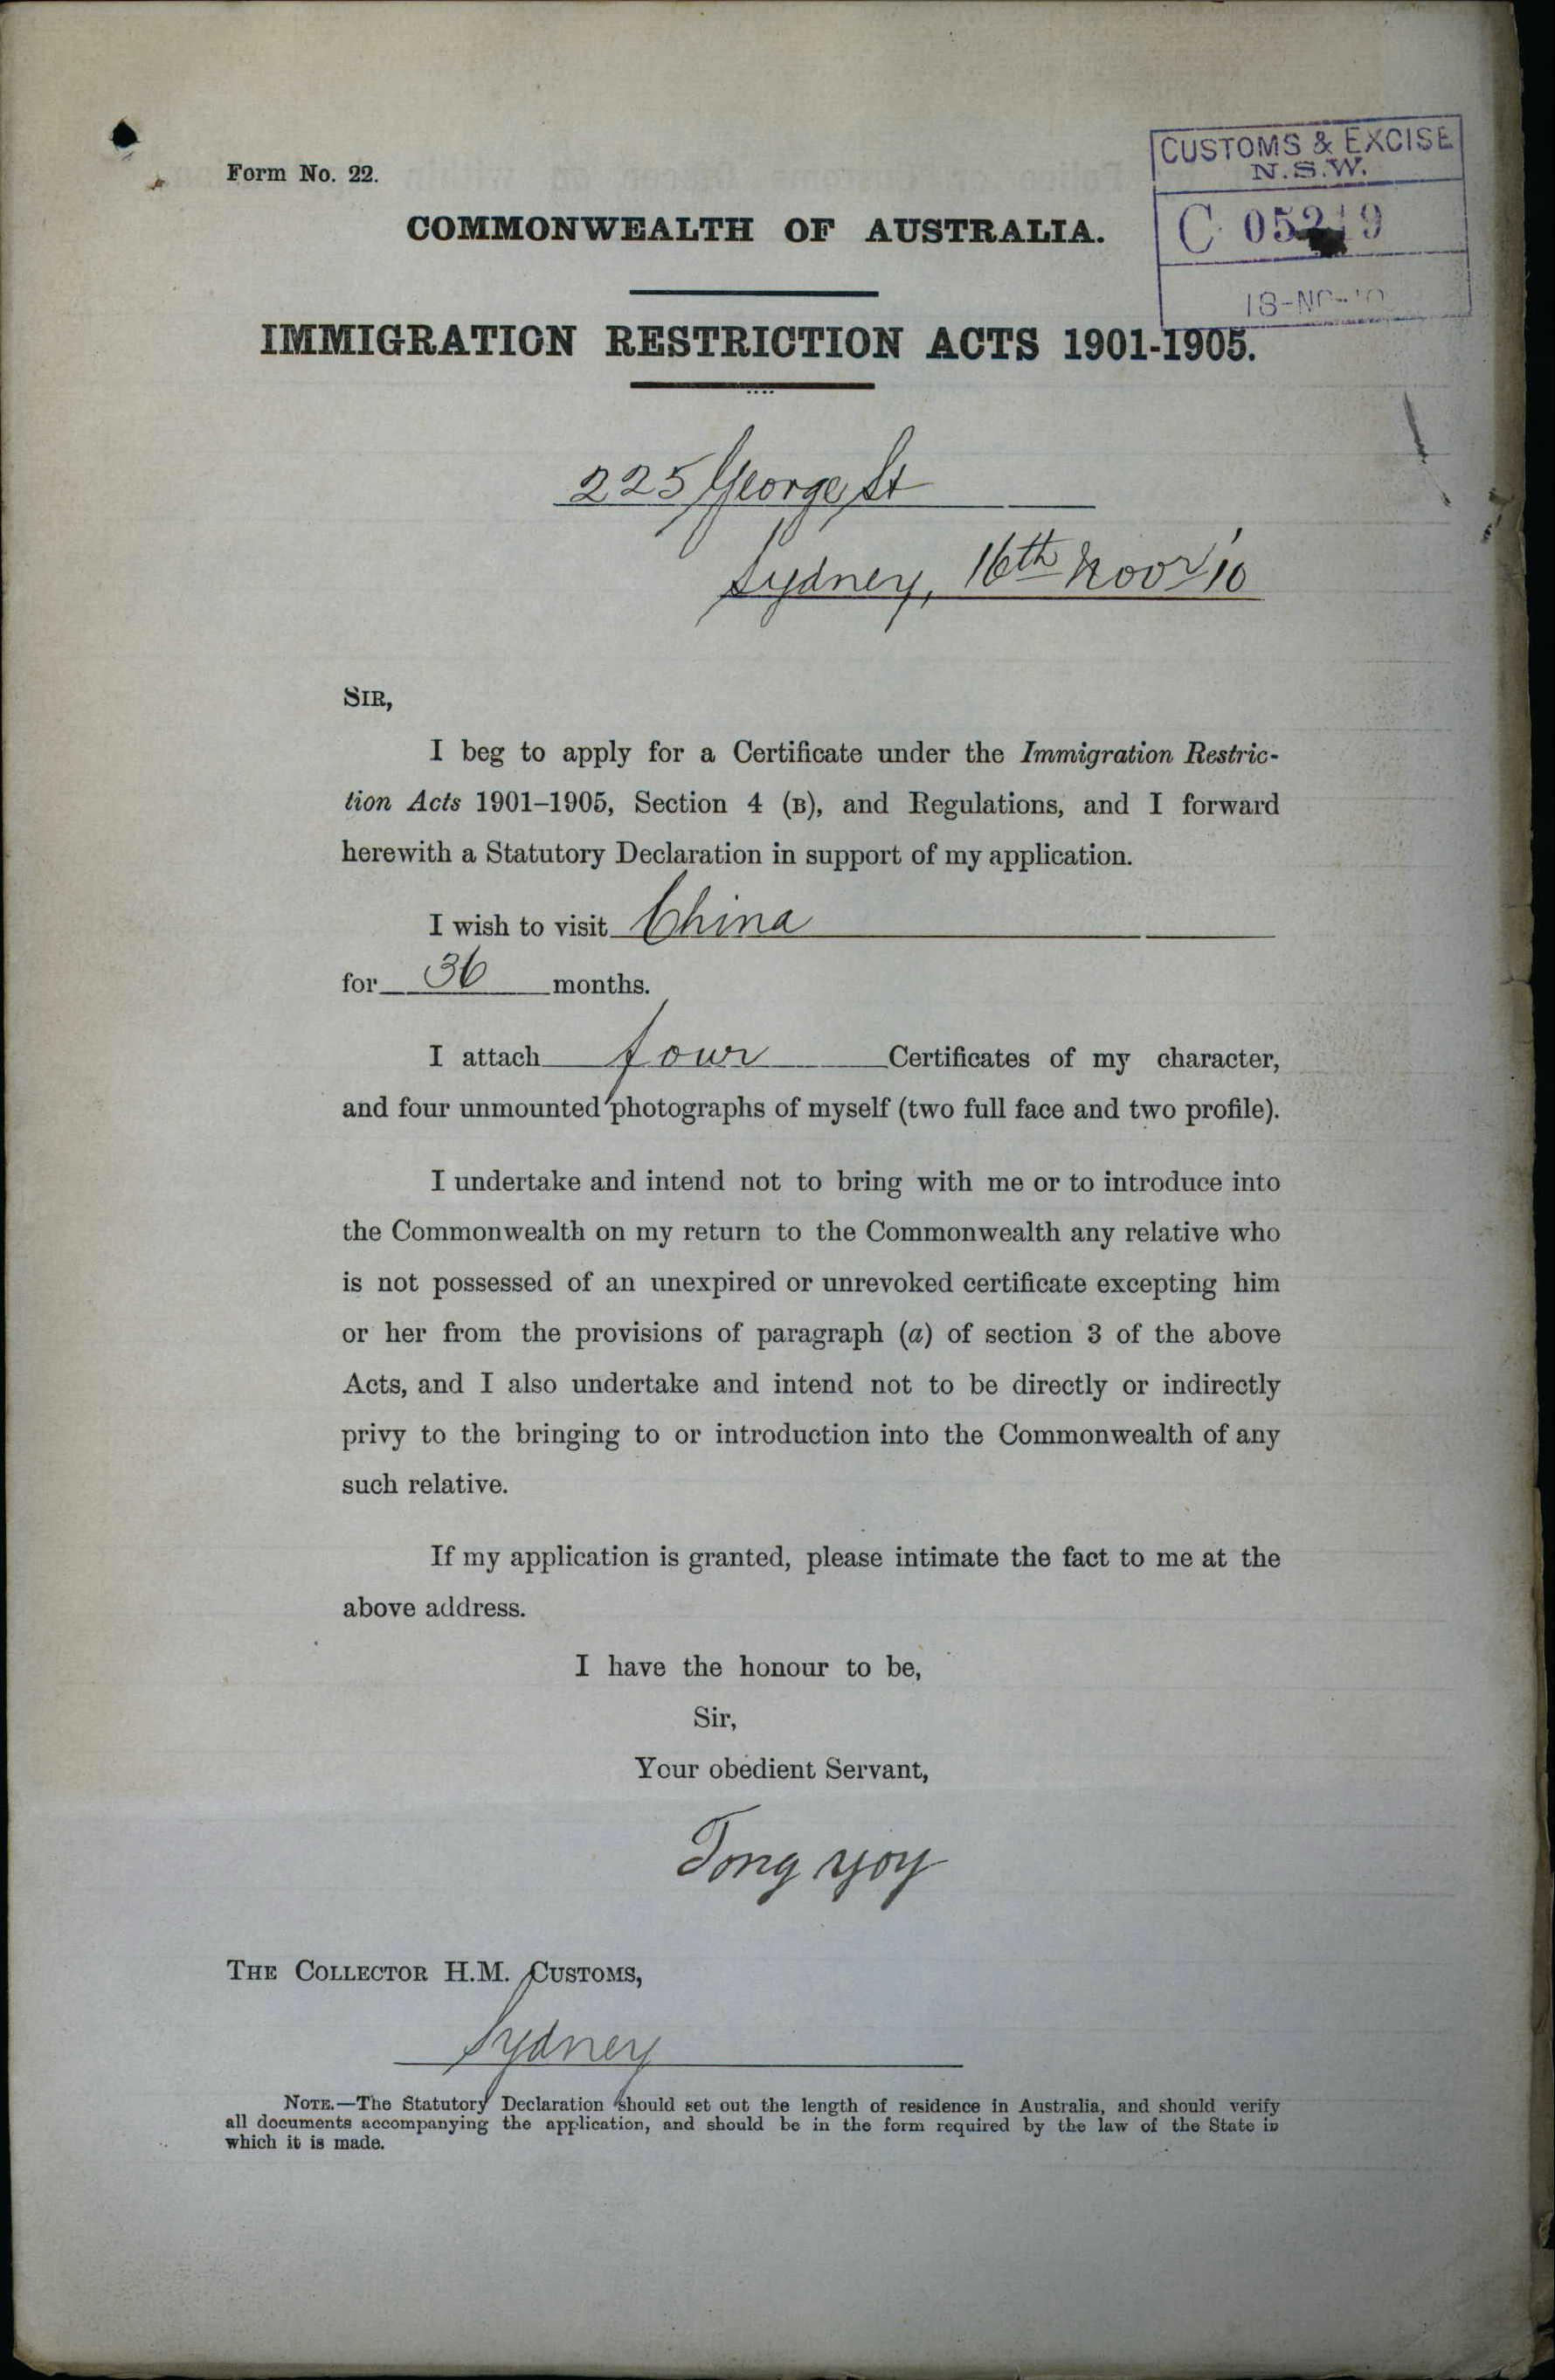 Form No. 22.
CUSTOMS & EXCISE
N.S.W.
COMMONWEALTH OF AUSTRALIA.
IMMIGRATION RESTRICTION ACTS 1901-1905.
225 George St
Sydney, 16th Novr '10
SIR,
I beg to apply for a Certificate under the Immigration Restric-
tion Acts 1901–1905, Section 4 (B), and Regulations, and I forward
herewith a Statutory Declaration in support of my application.
I wish to visit China
for 36 months.
I attach four Certificates of my character,
and four unmounted photographs of myself (two full face and two profile).
I undertake and intend not to bring with me or to introduce into
the Commonwealth on my return to the Commonwealth any relative who
is not possessed of an unexpired or unrevoked certificate excepting him
or her from the provisions of paragraph (a) of section 3 of the above
Acts, and I also undertake and intend not to be directly or indirectly
privy to the bringing to or introduction into the Commonwealth of any
such relative.
If my application is granted, please intimate the fact to me at the
above address.
I have the honour to be,
Sir,
Your obedient Servant,
Tong Yoy
THE COLLECTOR H.M. CUSTOMS,
Sydney
NOTE.—The Statutory Declaration should set out the length of residence in Australia, and should verify
all documents accompanying the application, and should be in the form required by the law of the State in
which it is made.